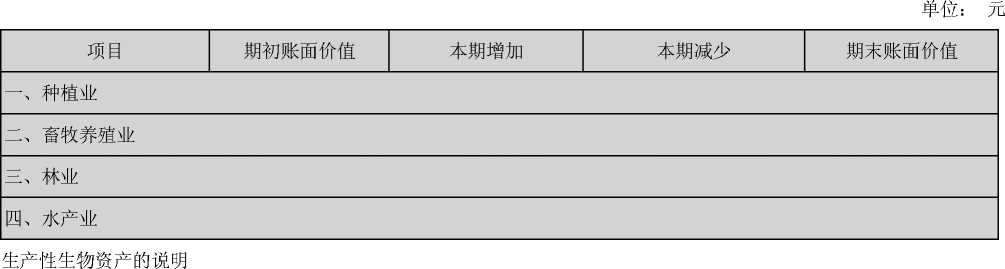 单位： 元
项目 期初账面价值 本期增加 本期减少 期末账面价值
一、种植业
二、畜牧养殖业
三、林业
四、水产业
生产性生物资产的说明